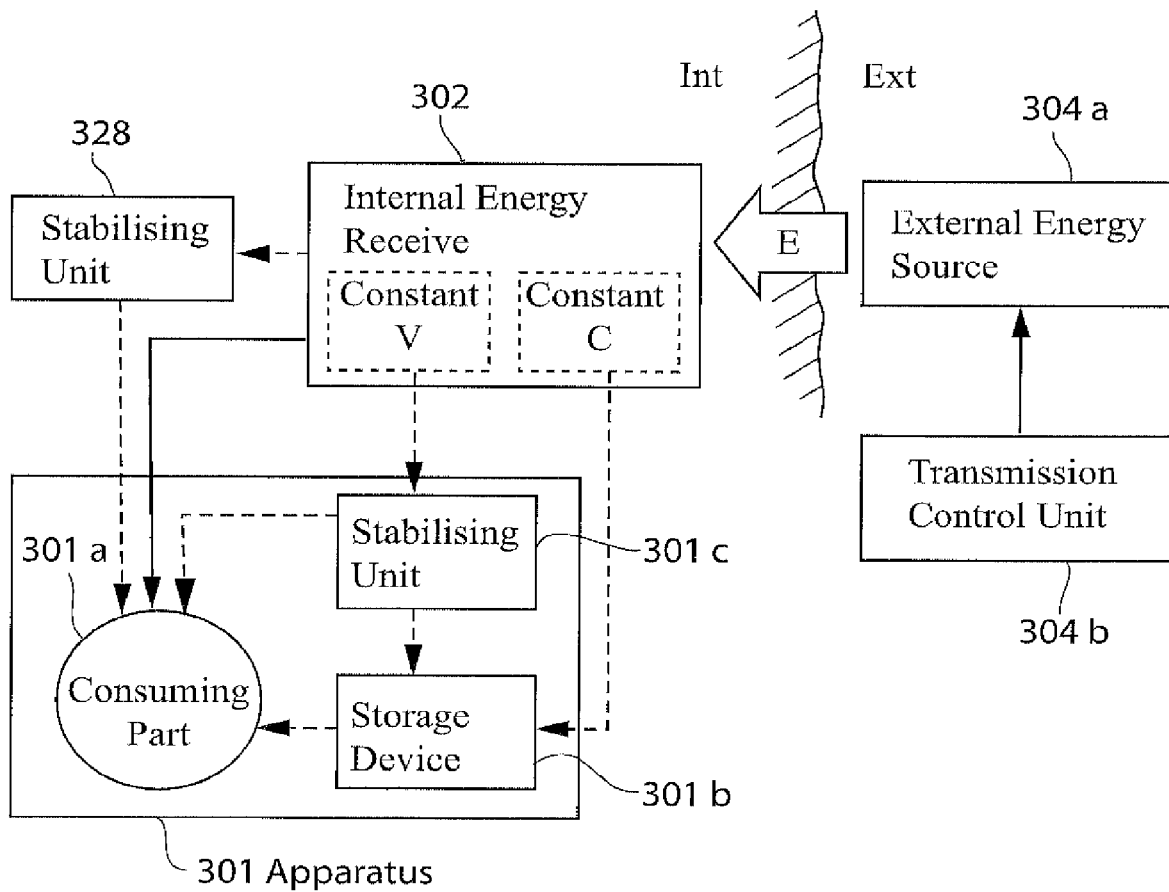 Int
Ext
302
304 a
328
Stabilising
Unit
Internal Energy
Receive
Constant
V
Constant
C
E
External Energy
Source
Transmission
Control Unit
304 b
301 a
Stabilising
Unit
301 c
Consuming
Part
Storage
Device
301 b
301 Apparatus